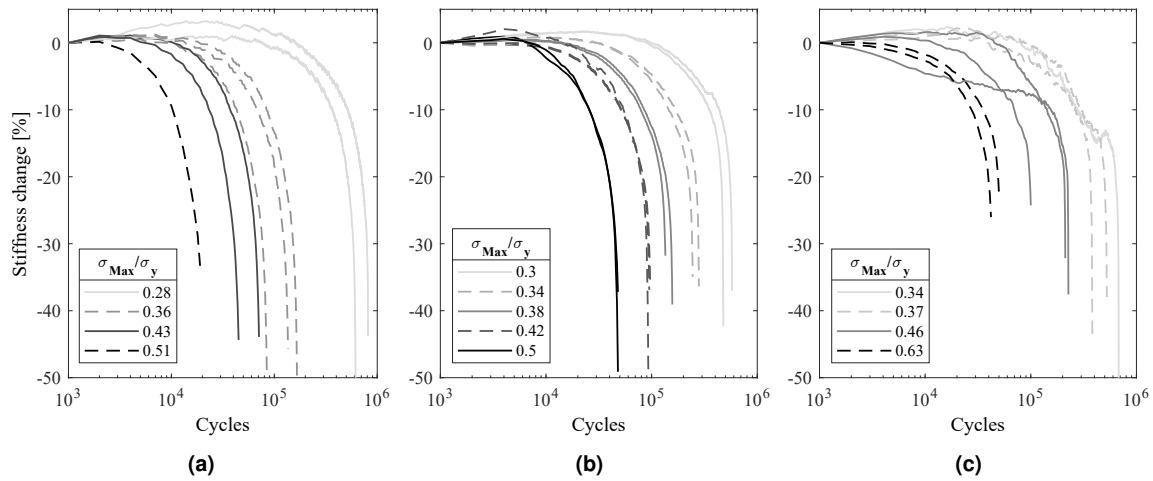 Stiffness change [%]
0
-10
-20
-30
-40
-50
σMax/σy
0.28
0.36
0.43
0.51
10³ 10⁴ 10⁵ 10⁶
Cycles
(a)
0
-10
-20
-30
-40
-50
σMax/σy
0.3
0.34
0.38
0.42
0.5
10³ 10⁴ 10⁵ 10⁶
Cycles
(b)
0
-10
-20
-30
-40
-50
σMax/σy
0.34
0.37
0.46
0.63
10³ 10⁴ 10⁵ 10⁶
Cycles
(c)